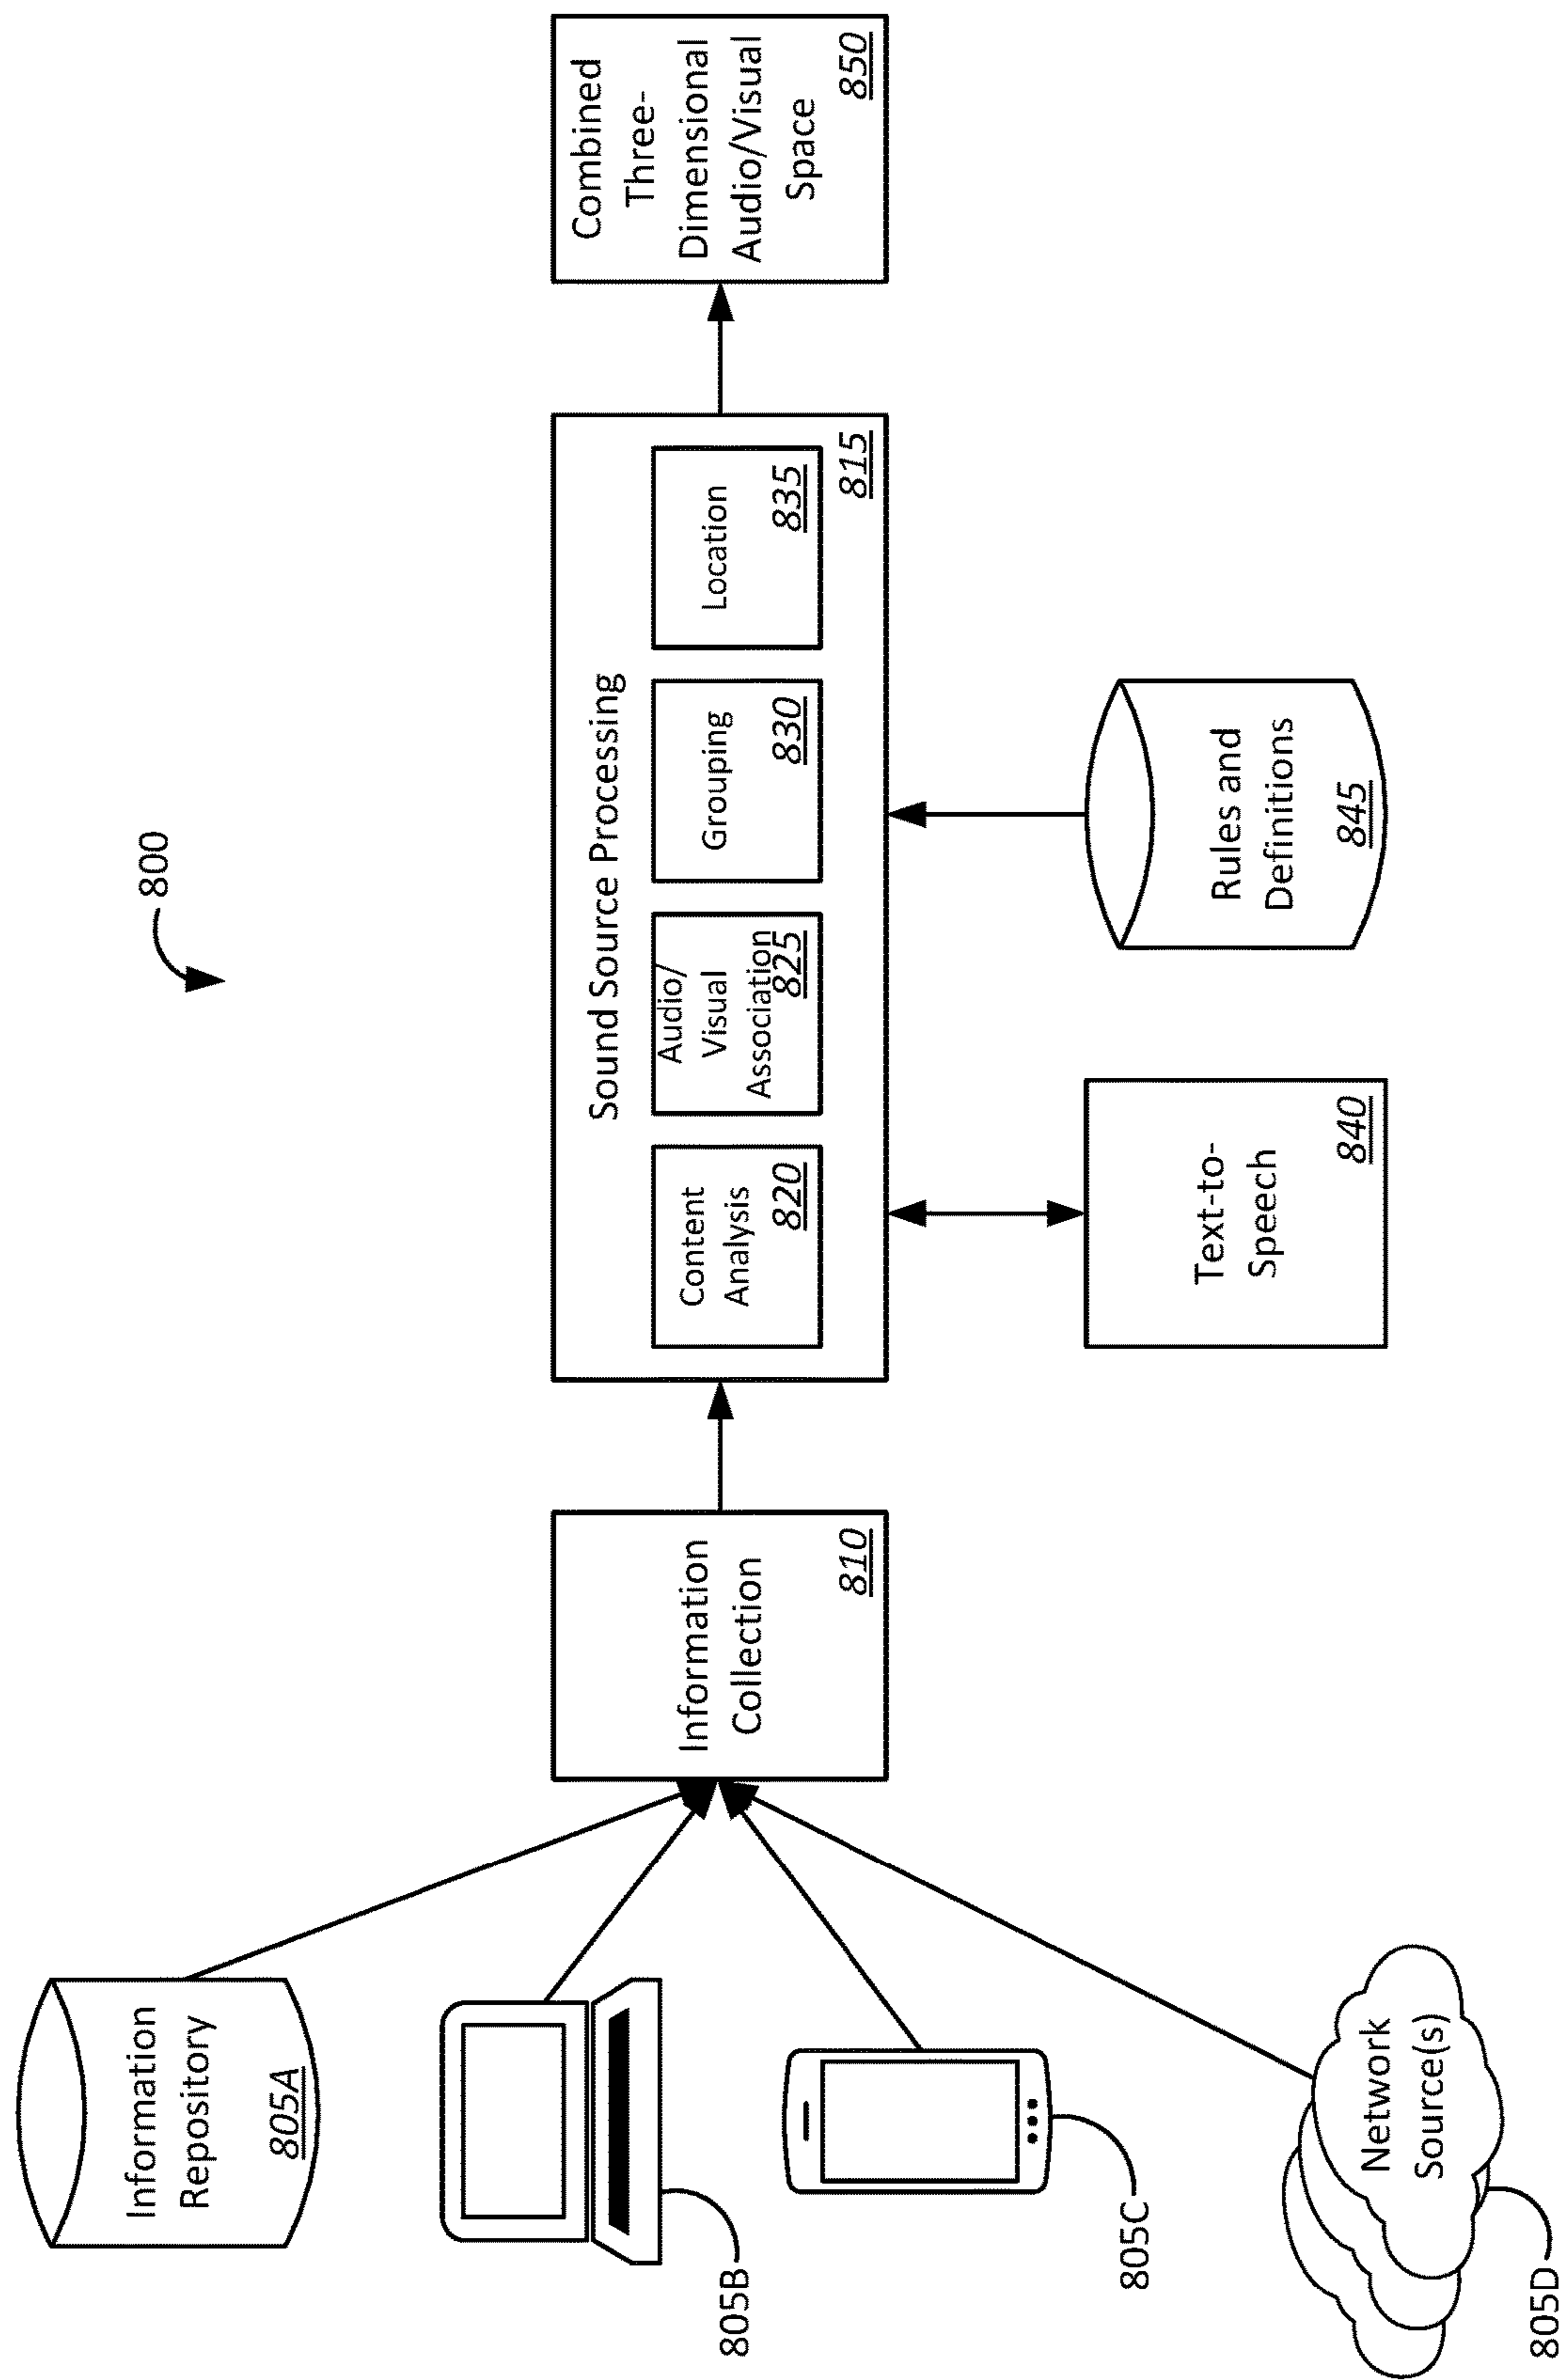 800
Information
Repository
805A
805B
805C
Network
Source(s)
805D
Information
Collection
810
Sound Source Processing
Content
Analysis
820
Audio/
Visual
Association
825
Grouping
830
Location
835
815
Text-to-
Speech
840
Rules and
Definitions
845
Combined
Three-
Dimensional
Audio/Visual
Space
850